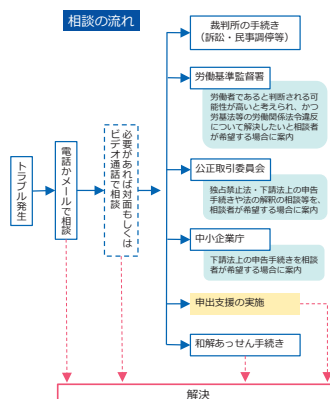 相談の流れ
トラブル発生
電話かメールで相談
必要があれば対面もしくは
ビデオ通話で相談
裁判所の手続き
（訴訟・民事調停等）
労働基準監督署
労働者であると判断される可
能性が高いと考えられ、かつ
労基法等の労働関係法令違反
について解決したいと相談者
が希望する場合に案内
公正取引委員会
独占禁止法・下請法上の申告
手続きや法の解釈の相談等を、
相談者が希望する場合に案内
中小企業庁
下請法上の申告手続きを相談
者が希望する場合に案内
申出支援の実施
和解あっせん手続き
解決